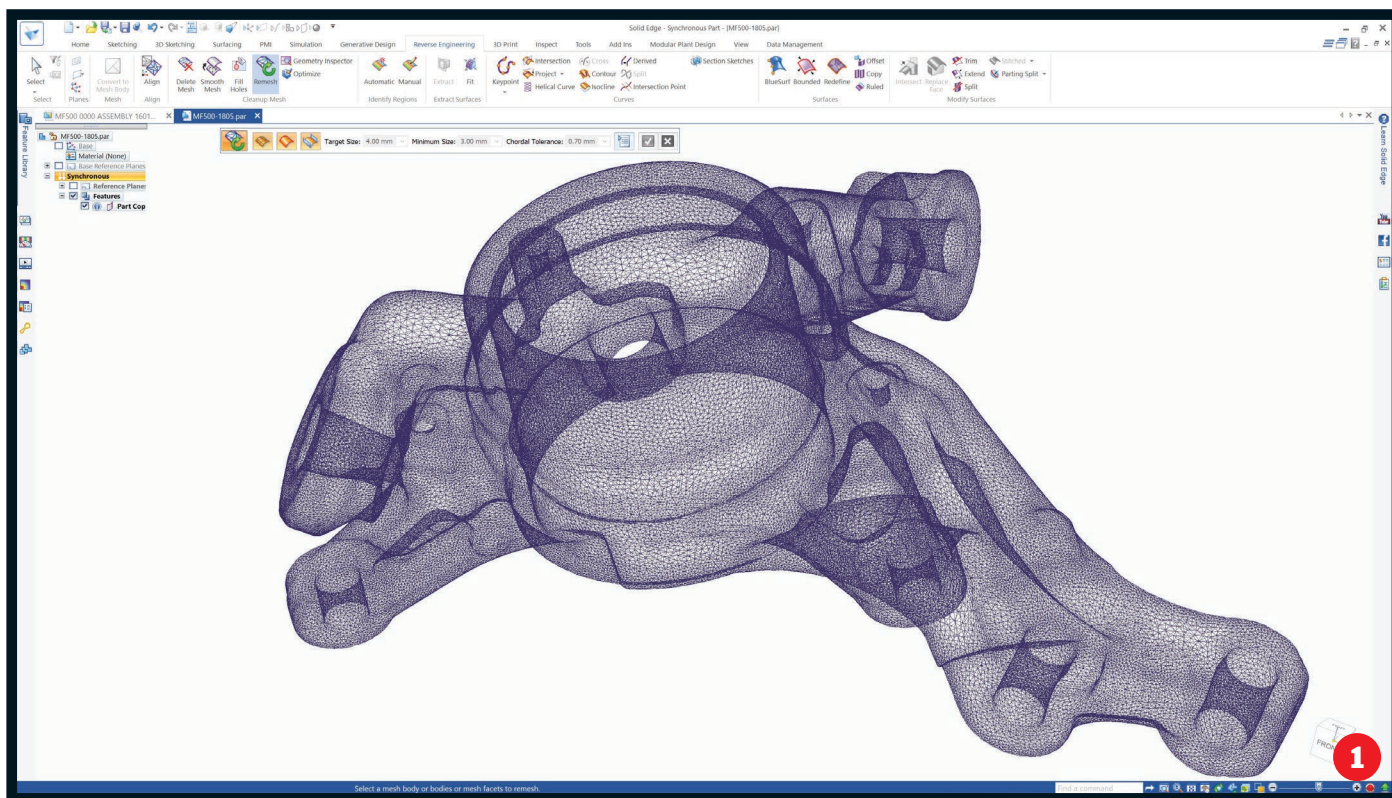 Solid Edge - Synchronous Part - [MF500-1805.par]
Home Sketching 3D Sketching Surfacing PMI Simulation Generative Design Reverse Engineering 3D Print Inspect Tools Add Ins Modular Plant Design View Data Management
Select
Select
Planes
Convert to Mesh Body
Mesh
Align
Align
Delete Mesh
Smooth Mesh
Fill Holes
Remesh
Geometry Inspector
Optimize
Cleanup Mesh
Automatic Manual
Identify Regions
Extract Fit
Extract Surfaces
Keypoint
Intersection
Project
Helical Curve
Cross
Contour
Isocline
Derived
Split
Intersection Point
Section Sketches
Curves
BlueSurf Bounded Redefine
Offset
Copy
Ruled
Surfaces
Intersect
Replace Face
Trim
Extend
Split
Stitched
Parting Split
Modify Surfaces
MF500 0000 ASSEMBLY 1601...
MF500-1805.par
Feature Library
Learn Solid Edge
MF500-1805.par
Base
Material (None)
Base Reference Planes
Synchronous
Reference Plane
Features
Part Cop
Target Size: 4.00 mm Minimum Size: 3.00 mm Chordal Tolerance: 0.70 mm
1
Select a mesh body or bodies or mesh facets to remesh.
Find a command